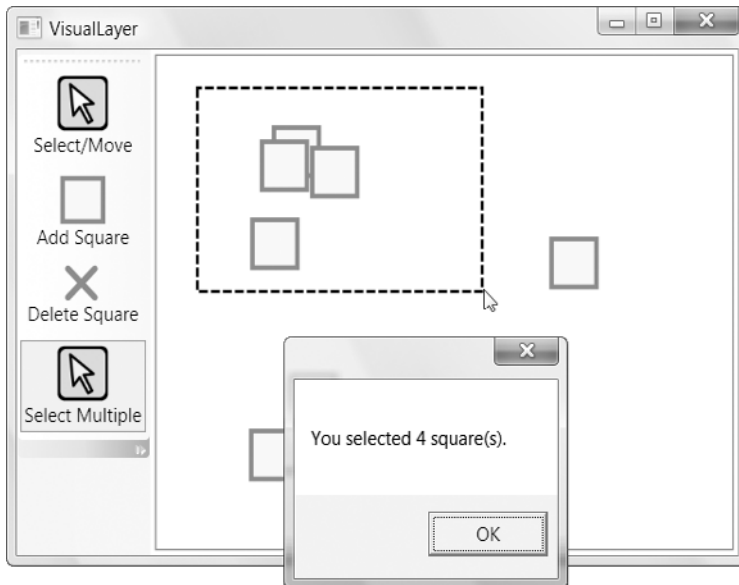 VisualLayer
Select/Move
Add Square
Delete Square
Select Multiple
You selected 4 square(s).
OK